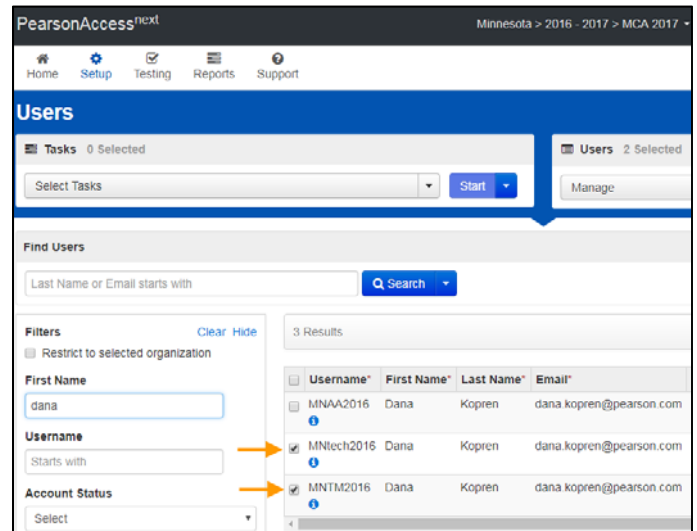 PearsonAccessnext
Minnesota > 2016 - 2017 > MCA 2017
Home Setup Testing Reports Support
Users
Tasks 0 Selected
Users 2 Selected
Select Tasks
Start
Manage
Find Users
Last Name or Email starts with
Search
Filters Clear Hide
Restrict to selected organization
First Name
dana
Username
Starts with
Account Status
Select
3 Results
Username* First Name* Last Name* Email*
MNAA2016 Dana Kopren dana.kopren@pearson.com
MNtech2016 Dana Kopren dana.kopren@pearson.com
MNTM2016 Dana Kopren dana.kopren@pearson.com